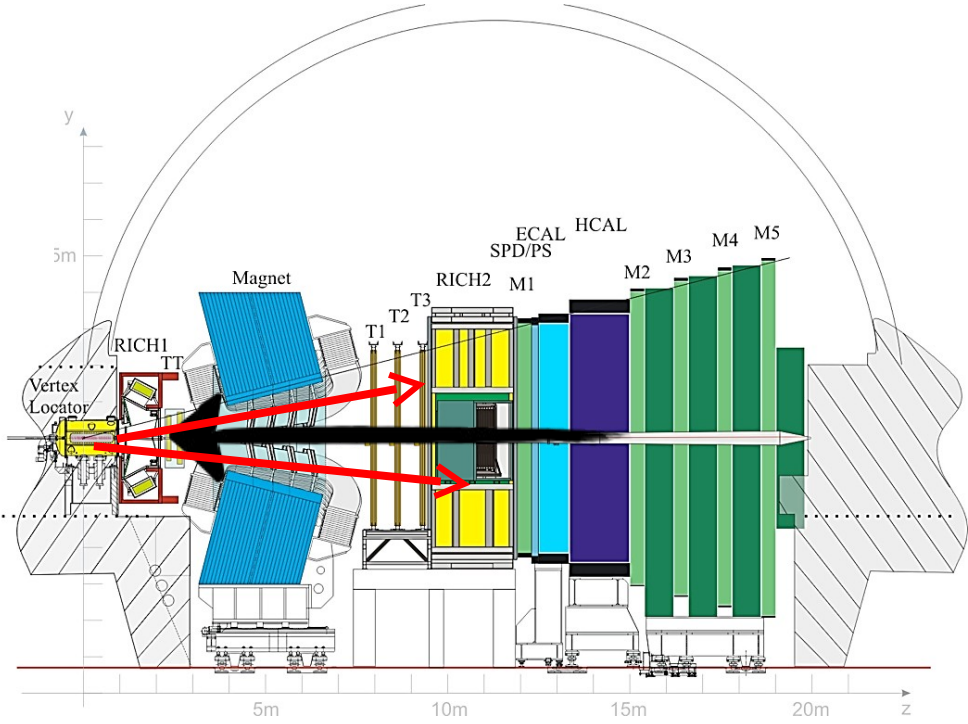 y
5m
HCAL
ECAL
SPD/PS
M5
M4
M3
M2
M1
RICH2
Magnet
T3
T2
T1
RICH1
TT
Vertex
Locator
5m
10m
15m
20m
z